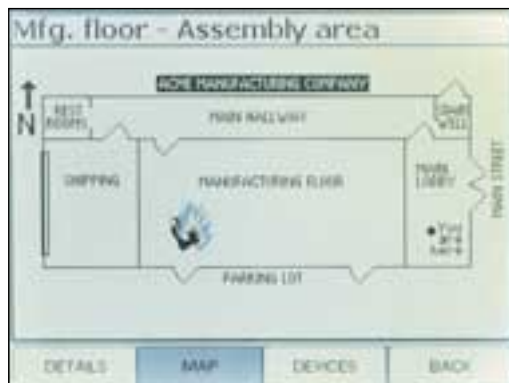 Mfg. floor - Assembly area
ACME MANUFACTURING COMPANY
N
REST
ROOMS
MAIN HALLWAY
STAIR
WELL
SHIPPING
MANUFACTURING FLOOR
MAIN
LOBBY
MAIN STREET
You
are
here
PARKING LOT
DETAILS
MAP
DEVICES
BACK